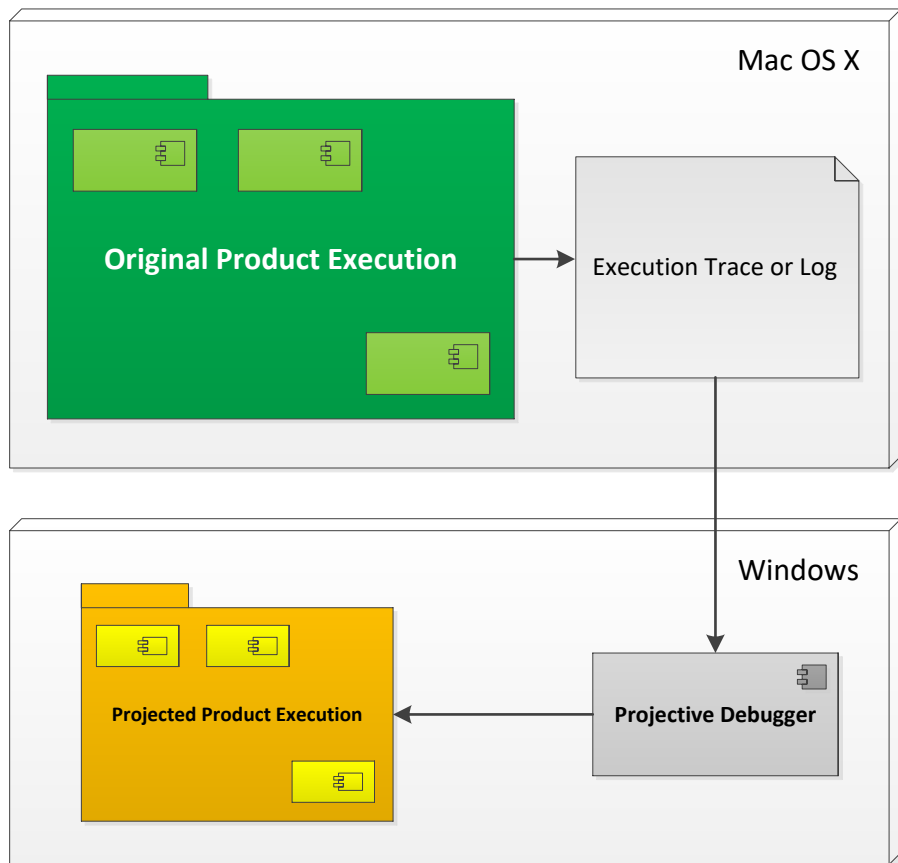 Mac OS X
Original Product Execution
Execution Trace or Log
Windows
Projected Product Execution
Projective Debugger